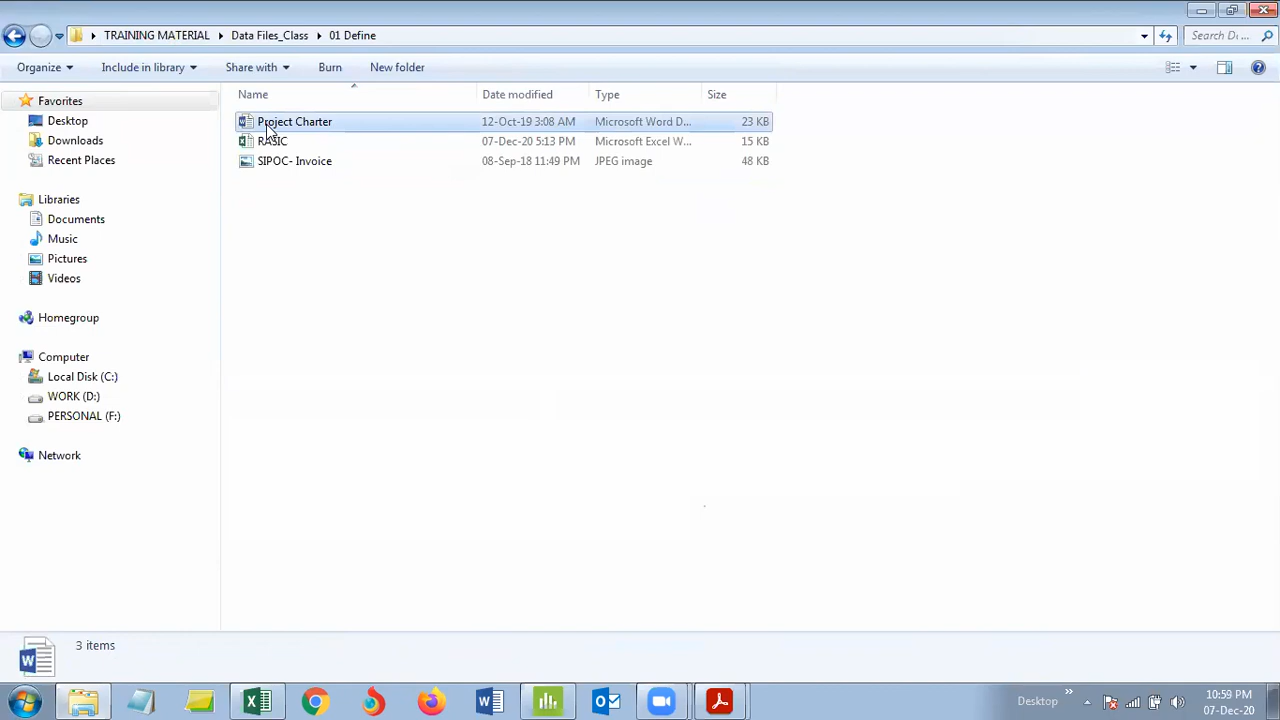 TRAINING MATERIAL Data Files_Class 01 Define Search D...
Organize Include in library Share with Burn New folder
Name Date modified Type Size
Favorites
Desktop
Downloads
Recent Places
Libraries
Documents
Music
Pictures
Videos
Homegroup
Computer
Local Disk (C:)
WORK (D:)
PERSONAL (F:)
Network
Project Charter 12-Oct-19 3:08 AM Microsoft Word D... 23 KB
RASIC 07-Dec-20 5:13 PM Microsoft Excel W... 15 KB
SIPOC- Invoice 08-Sep-18 11:49 PM JPEG image 48 KB
3 items
Desktop
10:59 PM
07-Dec-20